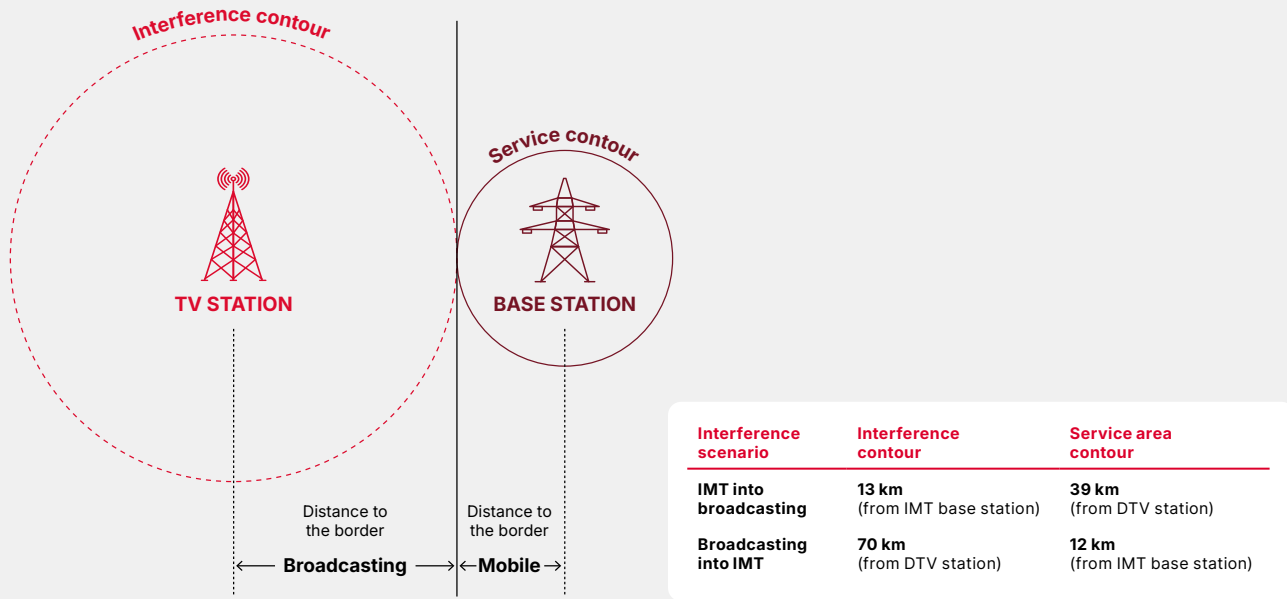 Interference contour
Service contour
TV STATION
BASE STATION
Distance to
the border
Distance to
the border
Broadcasting
Mobile
Interference
scenario
Interference
contour
Service area
contour
IMT into
broadcasting
13 km
(from IMT base station)
39 km
(from DTV station)
Broadcasting
into IMT
70 km
(from DTV station)
12 km
(from IMT base station)